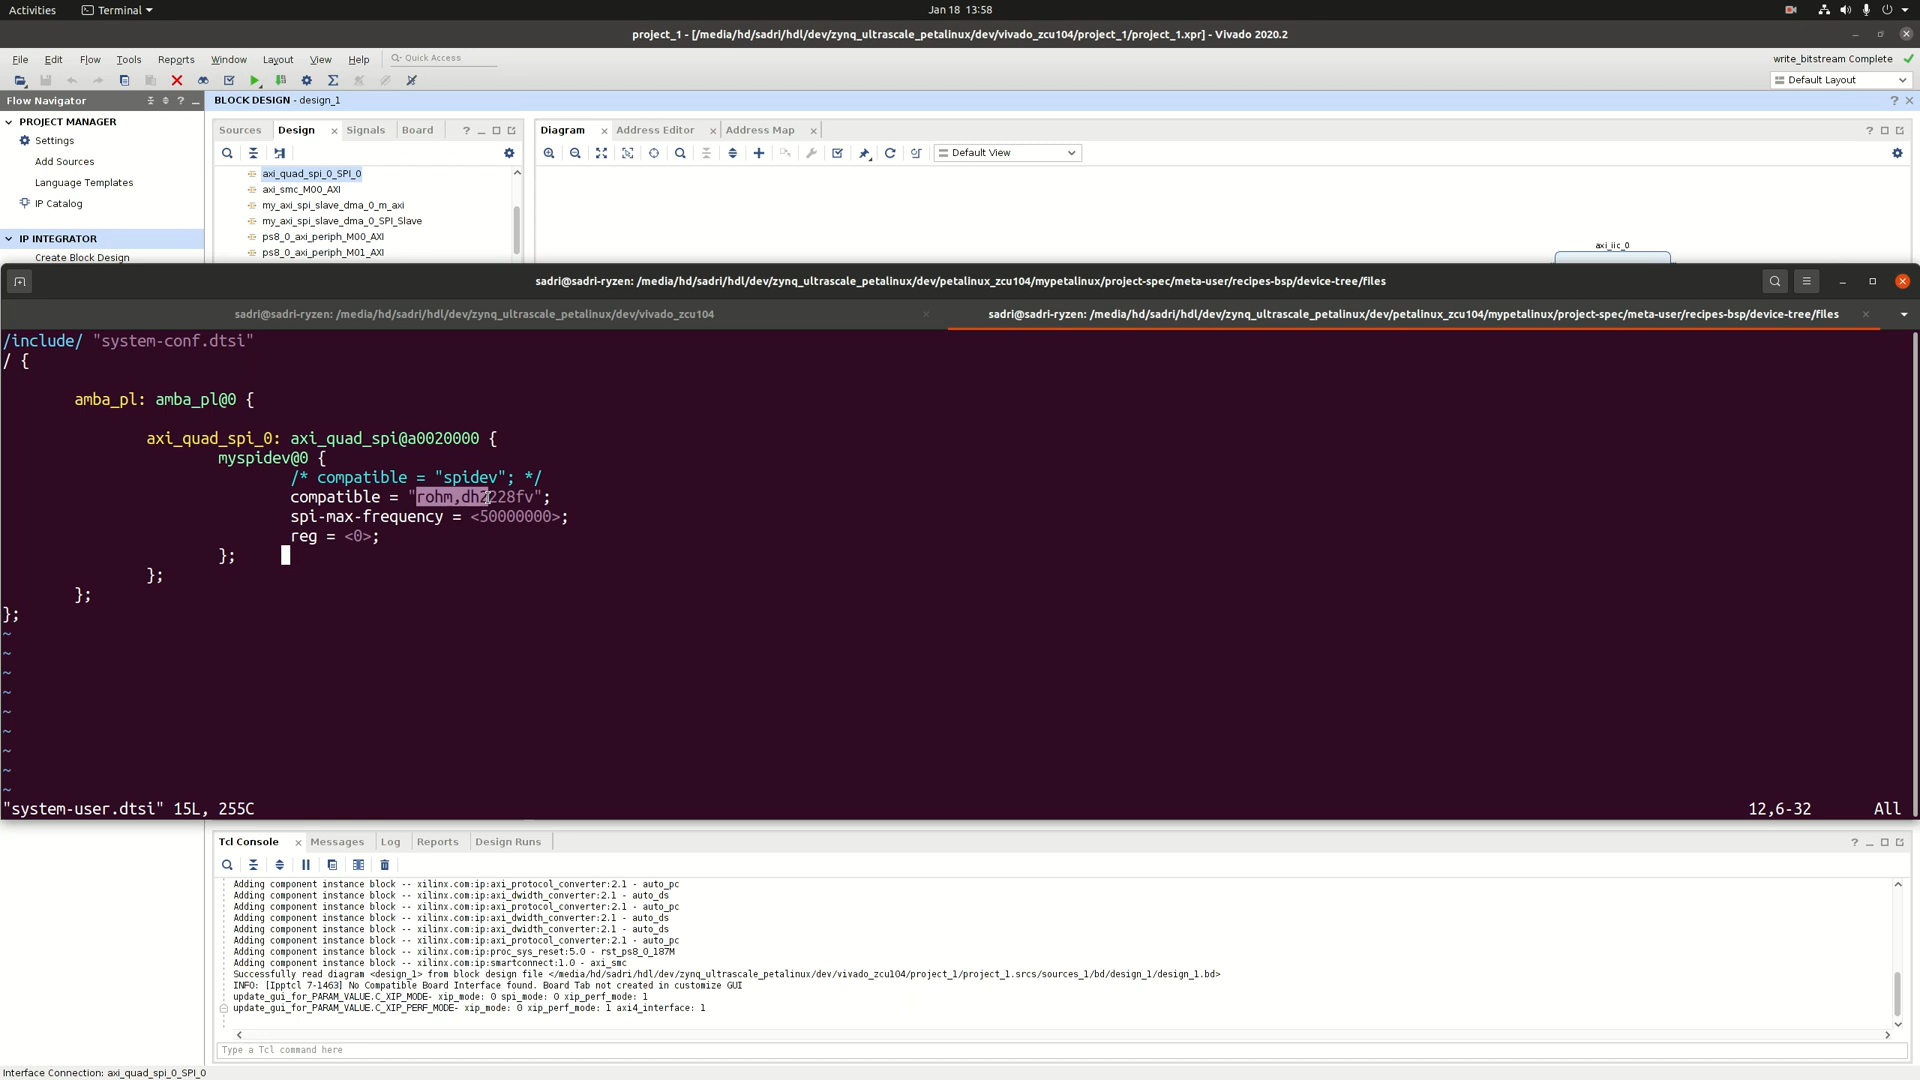 Activities
Terminal
Jan 18 13:58
project_1 - [/media/hd/sadri/hdl/dev/zynq_ultrascale_petalinux/dev/vivado_zcu104/project_1/project_1.xpr] - Vivado 2020.2
File Edit Flow Tools Reports Window Layout View Help
Quick Access
write_bitstream Complete
Default Layout
Flow Navigator
BLOCK DESIGN - design_1
PROJECT MANAGER
Settings
Add Sources
Language Templates
IP Catalog
IP INTEGRATOR
Create Block Design
Sources Design Signals Board
axi_quad_spi_0_SPI_0
axi_smc_M00_AXI
my_axi_spi_slave_dma_0_m_axi
my_axi_spi_slave_dma_0_SPI_Slave
ps8_0_axi_periph_M00_AXI
ps8_0_axi_periph_M01_AXI
Diagram Address Editor Address Map
Default View
axi_iic_0
sadri@sadri-ryzen: /media/hd/sadri/hdl/dev/zynq_ultrascale_petalinux/dev/petalinux_zcu104/mypetalinux/project-spec/meta-user/recipes-bsp/device-tree/files
sadri@sadri-ryzen: /media/hd/sadri/hdl/dev/zynq_ultrascale_petalinux/dev/vivado_zcu104
sadri@sadri-ryzen: /media/hd/sadri/hdl/dev/zynq_ultrascale_petalinux/dev/petalinux_zcu104/mypetalinux/project-spec/meta-user/recipes-bsp/device-tree/files
/include/ "system-conf.dtsi"
/ {
amba_pl: amba_pl@0 {
axi_quad_spi_0: axi_quad_spi@a0020000 {
myspidev@0 {
/* compatible = "spidev"; */
compatible = "rohm,dh2228fv";
spi-max-frequency = <50000000>;
reg = <0>;
};
};
};
};
~
~
~
~
~
~
~
~
~
"system-user.dtsi" 15L, 255C
12,6-32
All
Tcl Console Messages Log Reports Design Runs
Adding component instance block -- xilinx.com:ip:axi_protocol_converter:2.1 - auto_pc
Adding component instance block -- xilinx.com:ip:axi_dwidth_converter:2.1 - auto_ds
Adding component instance block -- xilinx.com:ip:axi_protocol_converter:2.1 - auto_pc
Adding component instance block -- xilinx.com:ip:axi_dwidth_converter:2.1 - auto_ds
Adding component instance block -- xilinx.com:ip:axi_dwidth_converter:2.1 - auto_ds
Adding component instance block -- xilinx.com:ip:axi_protocol_converter:2.1 - auto_pc
Adding component instance block -- xilinx.com:ip:proc_sys_reset:5.0 - rst_ps8_0_187M
Adding component instance block -- xilinx.com:ip:smartconnect:1.0 - axi_smc
Successfully read diagram <design_1> from block design file </media/hd/sadri/hdl/dev/zynq_ultrascale_petalinux/dev/vivado_zcu104/project_1/project_1.srcs/sources_1/bd/design_1/design_1.bd>
INFO: [Ipptcl 7-1463] No Compatible Board Interface found. Board Tab not created in customize GUI
update_gui_for_PARAM_VALUE.C_XIP_MODE- xip_mode: 0 spi_mode: 0 xip_perf_mode: 1
update_gui_for_PARAM_VALUE.C_XIP_PERF_MODE- xip_mode: 0 xip_perf_mode: 1 axi4_interface: 1
Type a Tcl command here
Interface Connection: axi_quad_spi_0_SPI_0